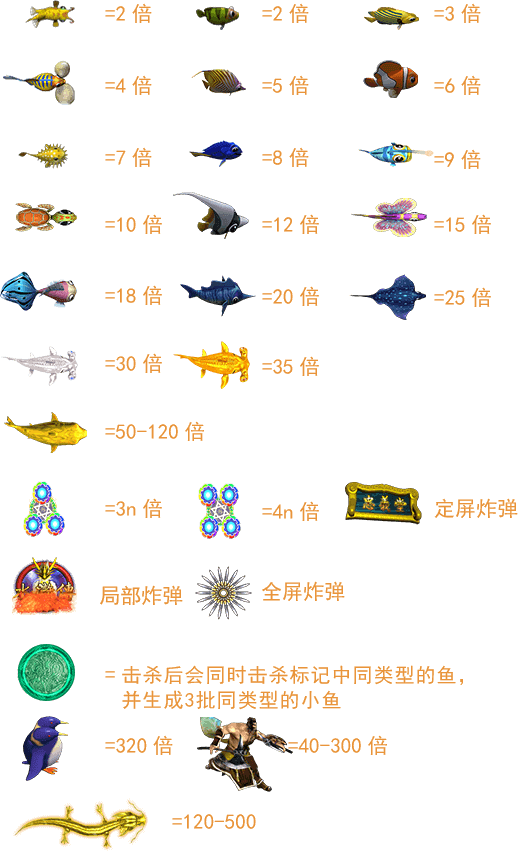 =2 倍 =2 倍 =3 倍
=4 倍 =5 倍 =6 倍
=7 倍 =8 倍 =9 倍
=10 倍 =12 倍 =15 倍
=18 倍 =20 倍 =25 倍
=30 倍 =35 倍
=50-120 倍
=3n 倍 =4n 倍 忠義堂 定屏炸弹
局部炸弹 全屏炸弹
= 击杀后会同时击杀标记中同类型的鱼，
并生成3批同类型的小鱼
=320 倍 =40-300 倍
=120-500